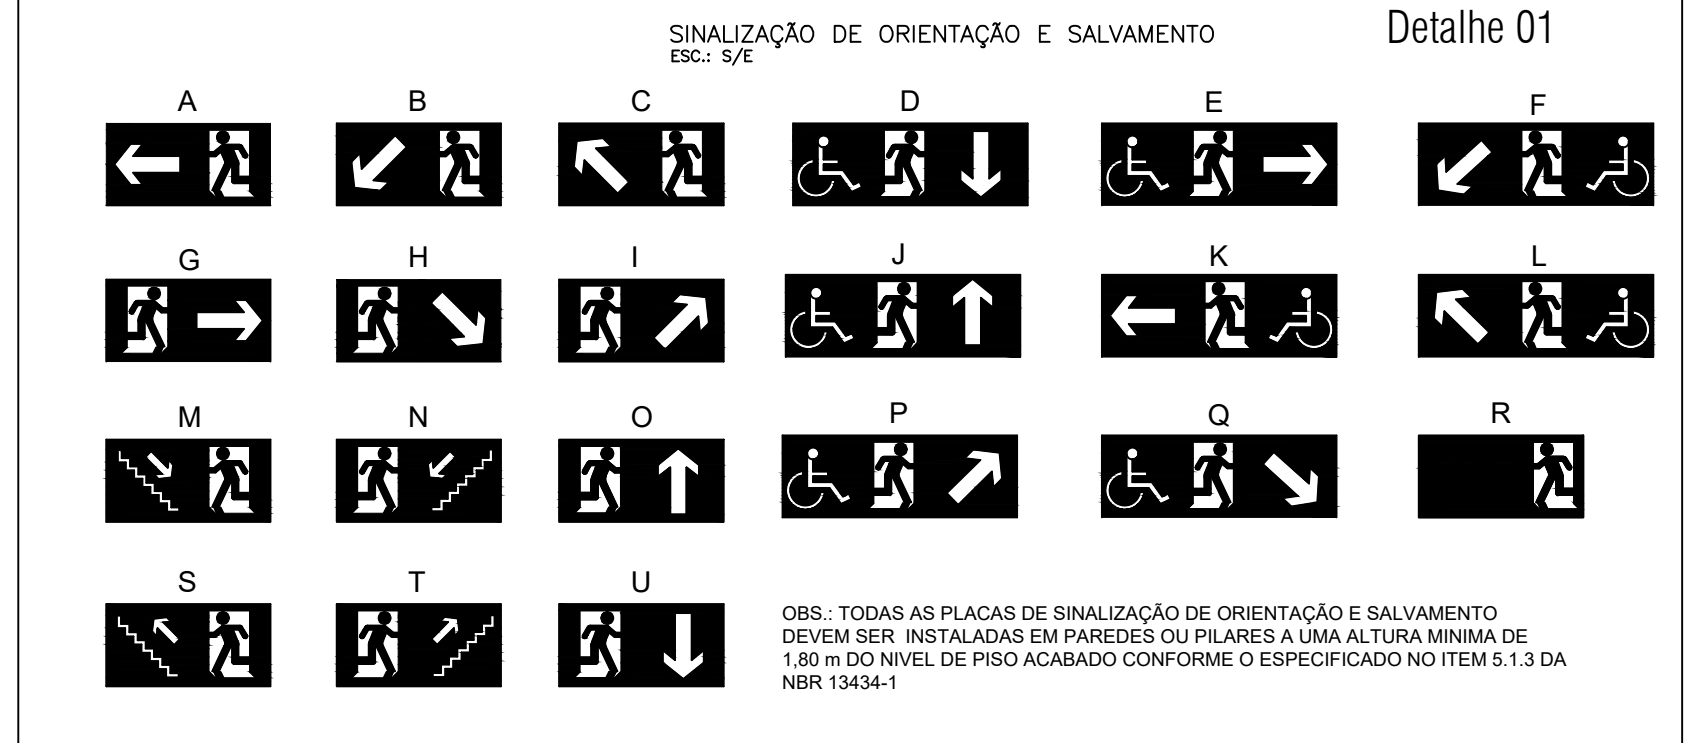 SINALIZAÇÃO DE ORIENTAÇÃO E SALVAMENTO
ESC.: S/E
Detalhe 01
A
B
C
D
E
F
G
H
I
J
K
L
M
N
O
P
Q
R
S
T
U
OBS.: TODAS AS PLACAS DE SINALIZAÇÃO DE ORIENTAÇÃO E SALVAMENTO
DEVEM SER INSTALADAS EM PAREDES OU PILARES A UMA ALTURA MINIMA DE
1,80 m DO NIVEL DE PISO ACABADO CONFORME O ESPECIFICADO NO ITEM 5.1.3 DA
NBR 13434-1